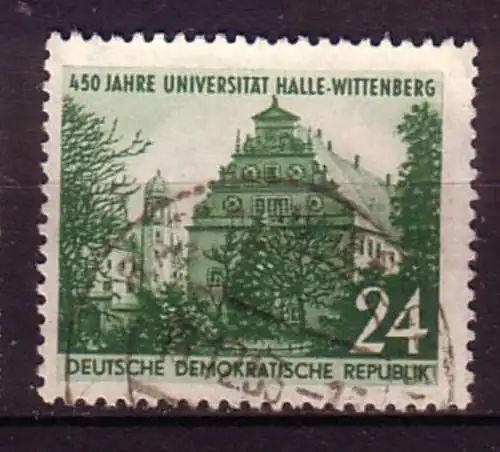 450 JAHRE UNIVERSITÄT HALLE-WITTENBERG
24
DEUTSCHE DEMOKRATISCHE REPUBLIK